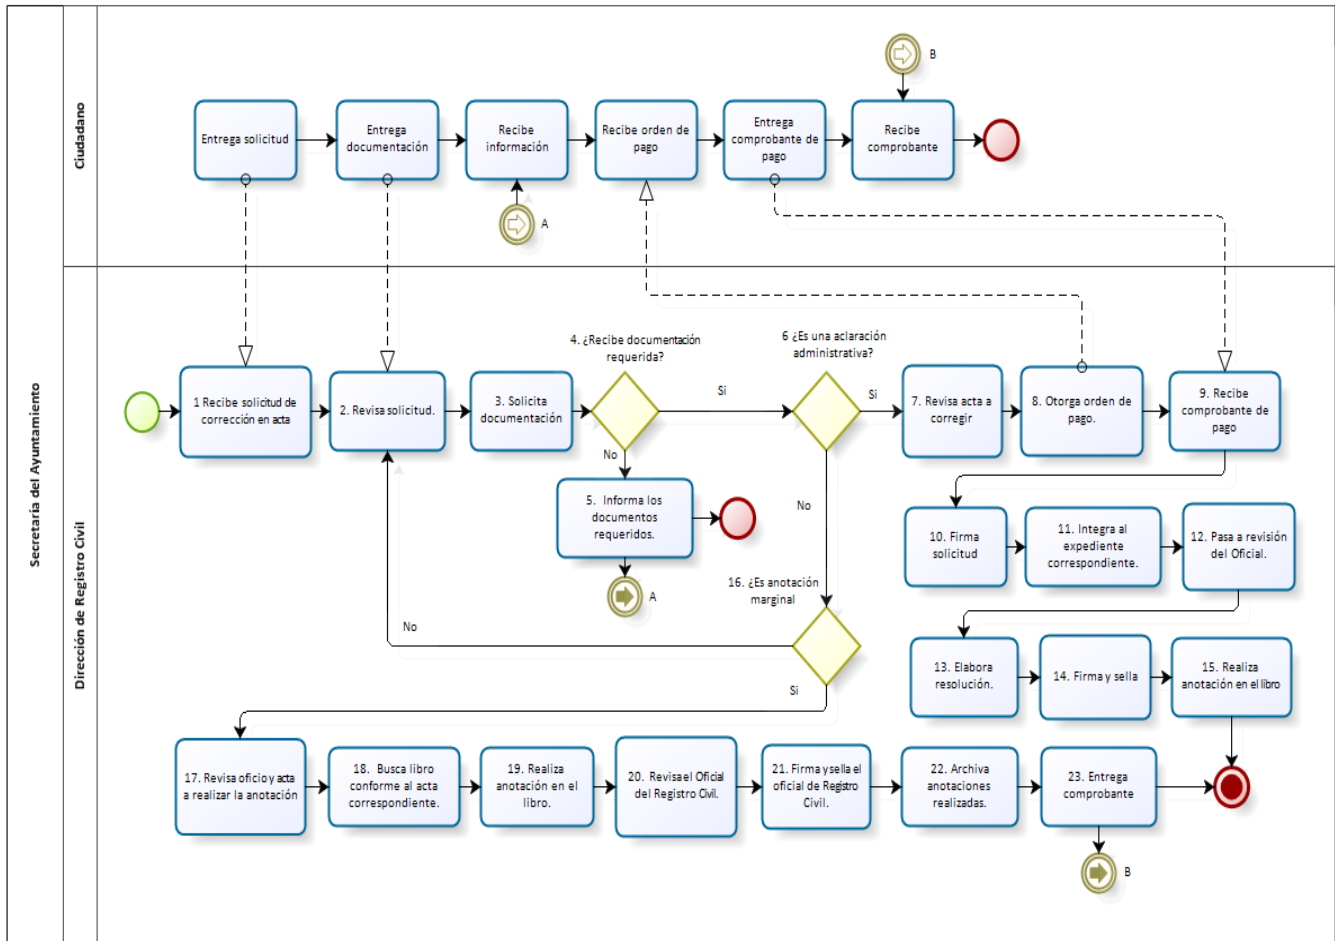 Secretaría del Ayuntamiento
Ciudadano
B
Entrega solicitud
Entrega
documentación
Recibe
información
Recibe orden de
pago
Entrega
comprobante de
pago
Recibe
comprobante
A
Dirección de Registro Civil
4. ¿Recibe documentación
requerida?
6 ¿Es una aclaración
administrativa?
1 Recibe solicitud de
corrección en acta
2. Revisa solicitud.
3. Solicita
documentación
Si
Si
7. Revisa acta a
corregir
8. Otorga orden de
pago.
9. Recibe
comprobante de
pago
No
No
5. Informa los
documentos
requeridos.
A
10. Firma
solicitud
11. Integra al
expediente
correspondiente.
12. Pasa a revisión
del Oficial.
16. ¿Es anotación
marginal
No
Si
13. Elabora
resolución.
14. Firma y sella
15. Realiza
anotación en el libro
17. Revisa oficio y acta
a realizar la anotación
18. Busca libro
conforme al acta
correspondiente.
19. Realiza
anotación en el
libro.
20. Revisa el Oficial
del Registro Civil.
21. Firma y sella el
oficial de Registro
Civil.
22. Archiva
anotaciones
realizadas.
23. Entrega
comprobante
B